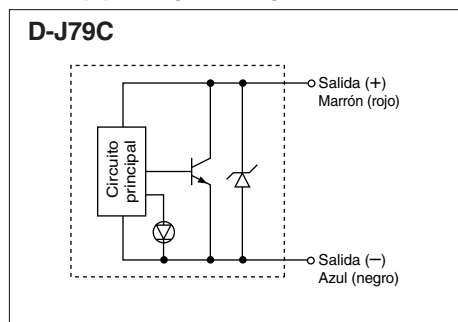 D-J79C
Salida (+)
Marrón (rojo)
Circuito
principal
Salida (–)
Azul (negro)